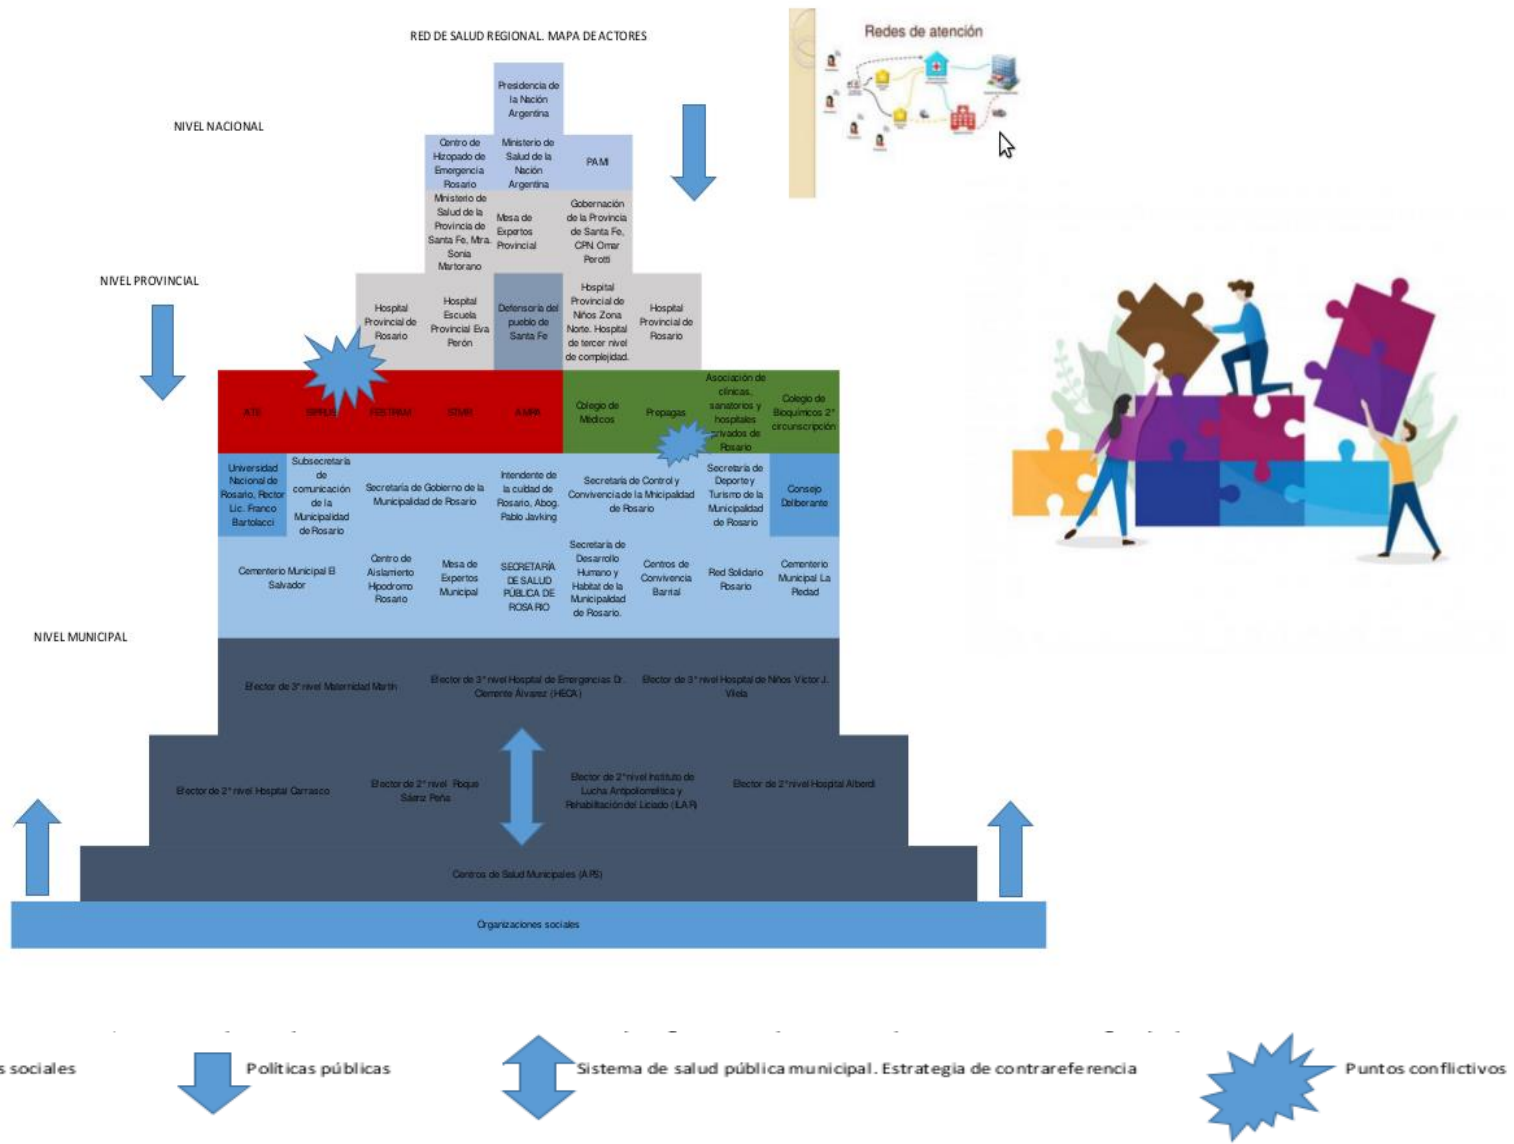 RED DE SALUD REGIONAL. MAPA DE ACTORES
Redes de atención
NIVEL NACIONAL
Presidencia de
la Nación
Argentina
Centro de
Hizopado de
Emergencia
Rosario
Ministerio de
Salud de la
Nación
Argentina
PAMI
Ministerio de
Salud de la
Provincia de
Santa Fe, Mtra.
Sonia
Martorano
Mesa de
Expertos
Provincial
Gobernación
de la Provincia
de Santa Fe,
CPN. Omar
Perotti
NIVEL PROVINCIAL
Hospital
Provincial de
Rosario
Hospital
Escuela
Provincial Eva
Perón
Defensoría del
pueblo de
Santa Fe
Hospital
Provincial de
Niños Zona
Norte. Hospital
de tercer nivel
de complejidad.
Hospital
Provincial de
Rosario
ATE
FESTRAM
AMRA
Colegio de
Médicos
Prepagas
Asociación de
clínicas,
sanatorios y
hospitales
privados de
Rosario
Colegio de
Bioquímicos 2°
circunscripción
Universidad
Nacional de
Rosario, Rector
Lic. Franco
Bartolacci
Subsecretaría
de
comunicación
de la
Municipalidad
de Rosario
Secretaría de Gobierno de la
Municipalidad de Rosario
Intendente de
la cuidad de
Rosario, Abog.
Pablo Javking
Secretaría de Control y
Convivencia de la Mnicipalidad
de Rosario
Secretaría de
Deporte y
Turismo de la
Municipalidad
de Rosario
Consejo
Deliberante
Cementerio Municipal El
Salvador
Centro de
Aislamiento
Hipodromo
Rosario
Mesa de
Expertos
Municipal
SECRETARÍA
DE SALUD
PÚBLICA DE
ROSARIO
Secretaría de
Desarrollo
Humano y
Habitat de la
Municipalidad
de Rosario.
Centros de
Convivencia
Barrial
Red Solidario
Rosario
Cementerio
Municipal La
Piedad
NIVEL MUNICIPAL
Efector de 3° nivel Maternidad Martin
Efector de 3° nivel Hospital de Emergencias Dr.
Clemente Álvarez (HECA)
Efector de 3° nivel Hospital de Niños Víctor J.
Vilela
Efector de 2° nivel Hospital Carrasco
Efector de 2° nivel Roque
Sáenz Peña
Efector de 2° nivel Instituto de
Lucha Antipoliomelítica y
Rehabilitación del Liciado (ILAR)
Efector de 2° nivel Hospital Alberdi
Centros de Salud Municipales (APS)
Organizaciones sociales
s sociales
Políticas públicas
Sistema de salud pública municipal. Estrategia de contrareferencia
Puntos conflictivos